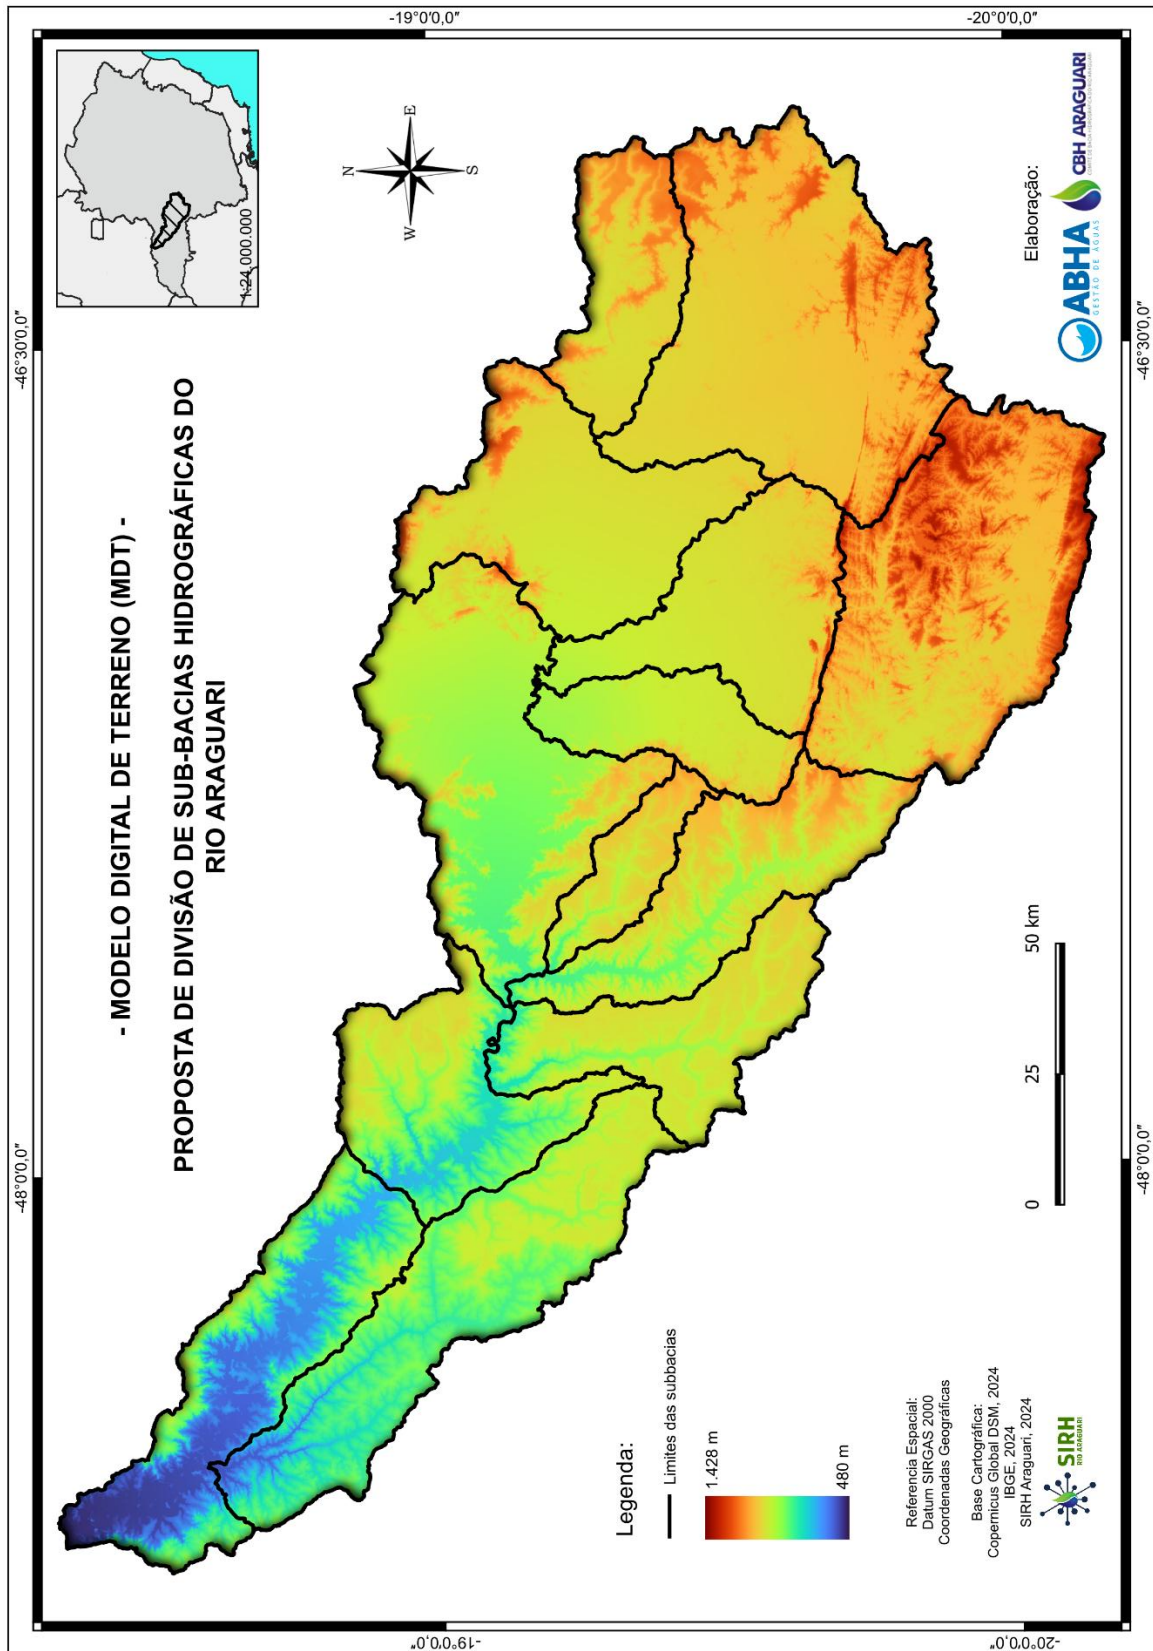 - MODELO DIGITAL DE TERRENO (MDT) -
PROPOSTA DE DIVISÃO DE SUB-BACIAS HIDROGRÁFICAS DO
RIO ARAGUARI
-48°0'0,0"
-46°30'0,0"
-19°0'0,0"
-20°0'0,0"
1:24.000.000
N
W
E
S
Legenda:
Limites das subbacias
1.428 m
480 m
0
25
50 km
Elaboração:
ABHA
GESTÃO DE ÁGUAS
CBH ARAGUARI
Referencia Espacial:
Datum SIRGAS 2000
Coordenadas Geográficas
Base Cartográfica:
Copernicus Global DSM, 2024
IBGE, 2024
SIRH Araguari, 2024
SIRH
RIO ARAGUARI
-19°0'0,0"
-20°0'0,0"
-48°0'0,0"
-46°30'0,0"